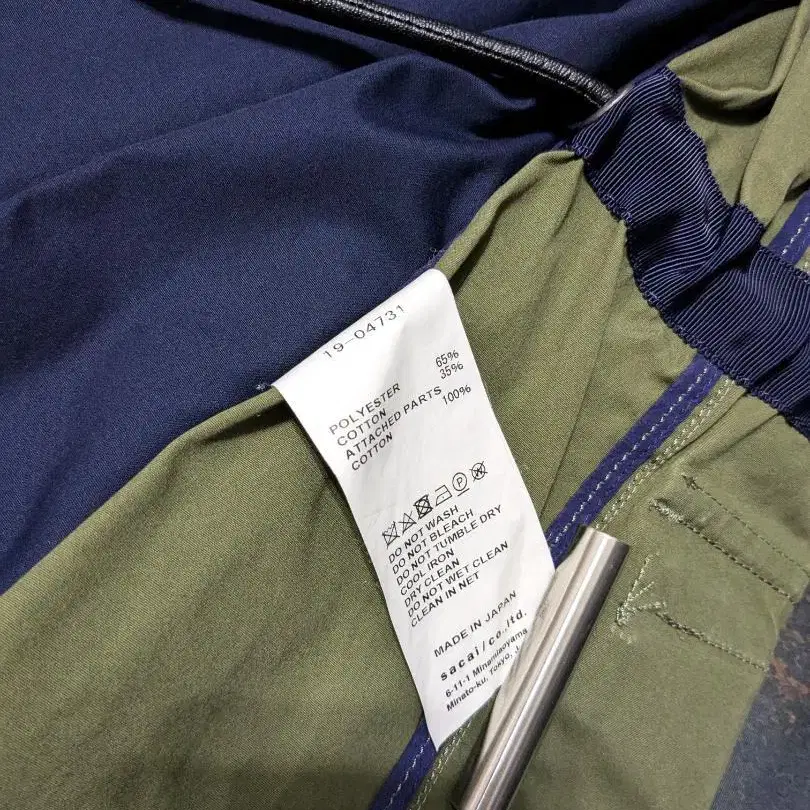 19-04731
POLYESTER 65%
COTTON 35%
ATTACHED PARTS
COTTON 100%
P
DO NOT WASH
DO NOT BLEACH
DO NOT TUMBLE DRY
COOL IRON
DRY CLEAN
DO NOT WET CLEAN
CLEAN IN NET
MADE IN JAPAN
sacai/co.,ltd.
6-11-1 Minamiaoyama
Minato-ku, Tokyo, J